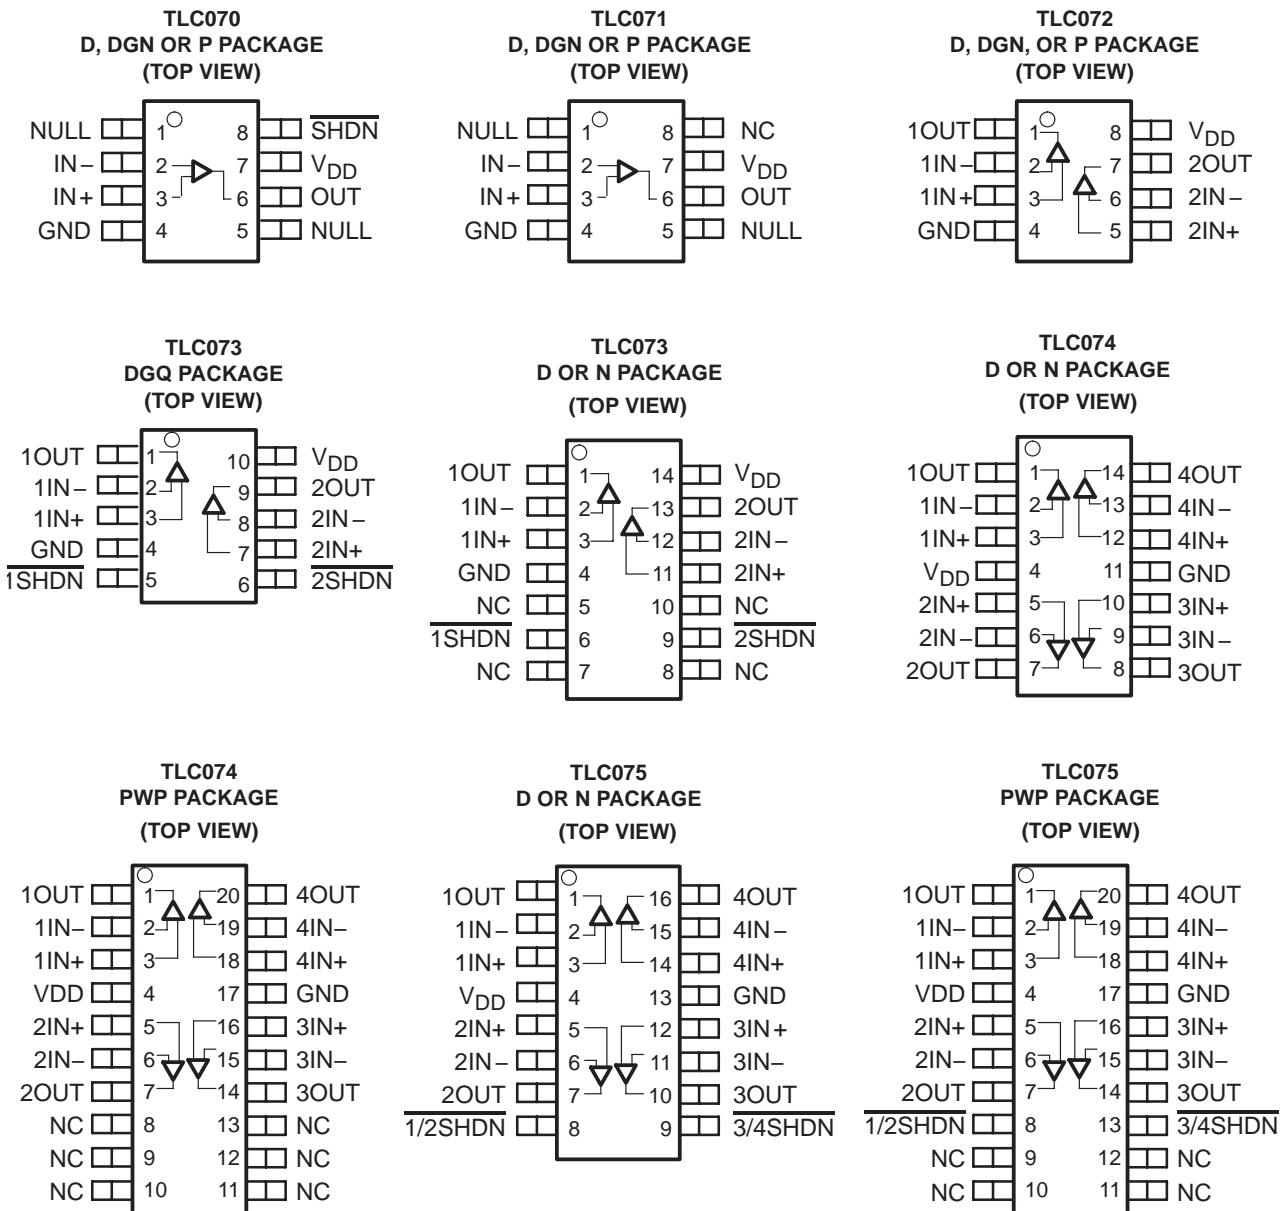 TLC070
D, DGN OR P PACKAGE
(TOP VIEW)
NULL 1 8 SHDN
IN− 2 7 VDD
IN+ 3 6 OUT
GND 4 5 NULL
TLC071
D, DGN OR P PACKAGE
(TOP VIEW)
NULL 1 8 NC
IN− 2 7 VDD
IN+ 3 6 OUT
GND 4 5 NULL
TLC072
D, DGN, OR P PACKAGE
(TOP VIEW)
1OUT 1 8 VDD
1IN− 2 7 2OUT
1IN+ 3 6 2IN−
GND 4 5 2IN+
TLC073
DGQ PACKAGE
(TOP VIEW)
1OUT 1 10 VDD
1IN− 2 9 2OUT
1IN+ 3 8 2IN−
GND 4 7 2IN+
1SHDN 5 6 2SHDN
TLC073
D OR N PACKAGE
(TOP VIEW)
1OUT 1 14 VDD
1IN− 2 13 2OUT
1IN+ 3 12 2IN−
GND 4 11 2IN+
NC 5 10 NC
1SHDN 6 9 2SHDN
NC 7 8 NC
TLC074
D OR N PACKAGE
(TOP VIEW)
1OUT 1 14 4OUT
1IN− 2 13 4IN−
1IN+ 3 12 4IN+
VDD 4 11 GND
2IN+ 5 10 3IN+
2IN− 6 9 3IN−
2OUT 7 8 3OUT
TLC074
PWP PACKAGE
(TOP VIEW)
1OUT 1 20 4OUT
1IN− 2 19 4IN−
1IN+ 3 18 4IN+
VDD 4 17 GND
2IN+ 5 16 3IN+
2IN− 6 15 3IN−
2OUT 7 14 3OUT
NC 8 13 NC
NC 9 12 NC
NC 10 11 NC
TLC075
D OR N PACKAGE
(TOP VIEW)
1OUT 1 16 4OUT
1IN− 2 15 4IN−
1IN+ 3 14 4IN+
VDD 4 13 GND
2IN+ 5 12 3IN+
2IN− 6 11 3IN−
2OUT 7 10 3OUT
1/2SHDN 8 9 3/4SHDN
TLC075
PWP PACKAGE
(TOP VIEW)
1OUT 1 20 4OUT
1IN− 2 19 4IN−
1IN+ 3 18 4IN+
VDD 4 17 GND
2IN+ 5 16 3IN+
2IN− 6 15 3IN−
2OUT 7 14 3OUT
1/2SHDN 8 13 3/4SHDN
NC 9 12 NC
NC 10 11 NC